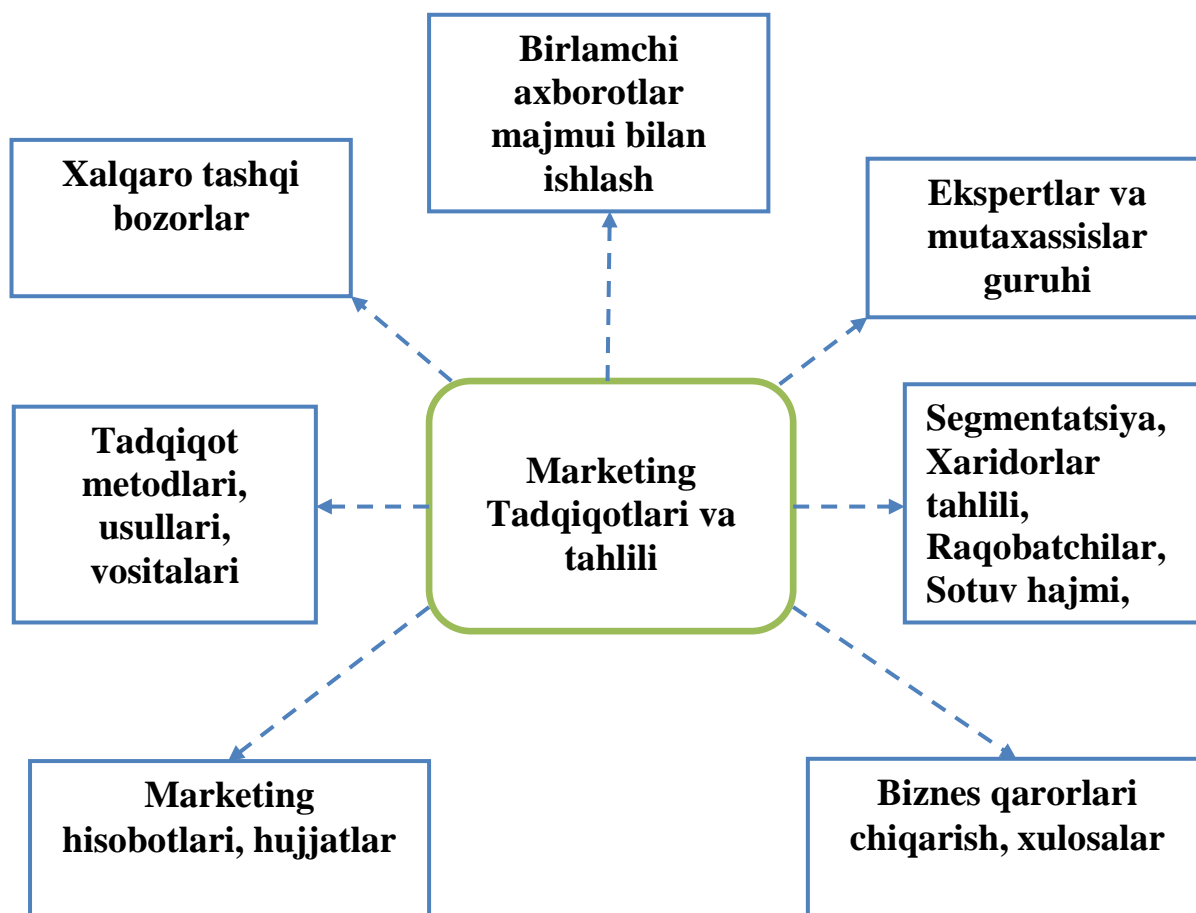 Birlamchi
axborotlar
majmui bilan
ishlash
Xalqaro tashqi
bozorlar
Ekspertlar va
mutaxassislar
guruhi
Tadqiqot
metodlari,
usullari,
vositalari
Marketing
Tadqiqotlari va
tahlili
Segmentatsiya,
Xaridorlar
tahlili,
Raqobatchilar,
Sotuv hajmi,
Marketing
hisobotlari, hujjatlar
Biznes qarorlari
chiqarish, xulosalar